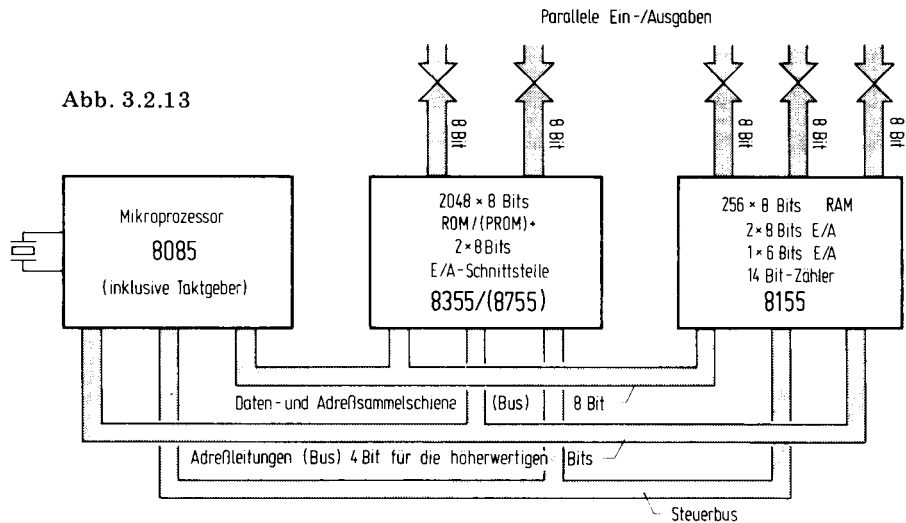 Parallele Ein-/Ausgaben
Abb. 3.2.13
8 Bit
8 Bit
8 Bit
8 Bit
8 Bit
Mikroprozessor
8085
(inklusive Taktgeber)
2048 × 8 Bits
ROM/(PROM)+
2×8Bits
E/A-Schnittstelle
8355/(8755)
256 × 8 Bits RAM
2×8 Bits E/A
1×6 Bits E/A
14 Bit-Zähler
8155
Daten- und Adreßsammelschiene (Bus) 8 Bit
Adreßleitungen (Bus) 4 Bit für die höherwertigen Bits
Steuerbus